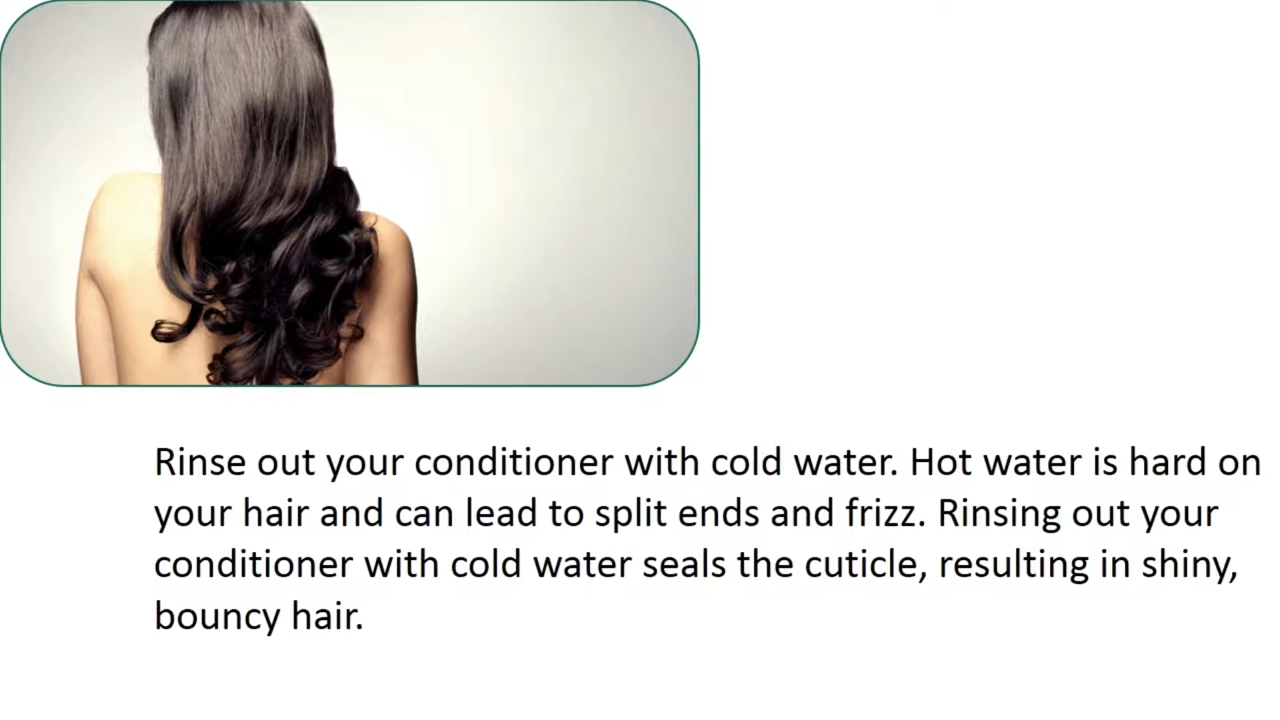 Rinse out your conditioner with cold water. Hot water is hard on
your hair and can lead to split ends and frizz. Rinsing out your
conditioner with cold water seals the cuticle, resulting in shiny,
bouncy hair.